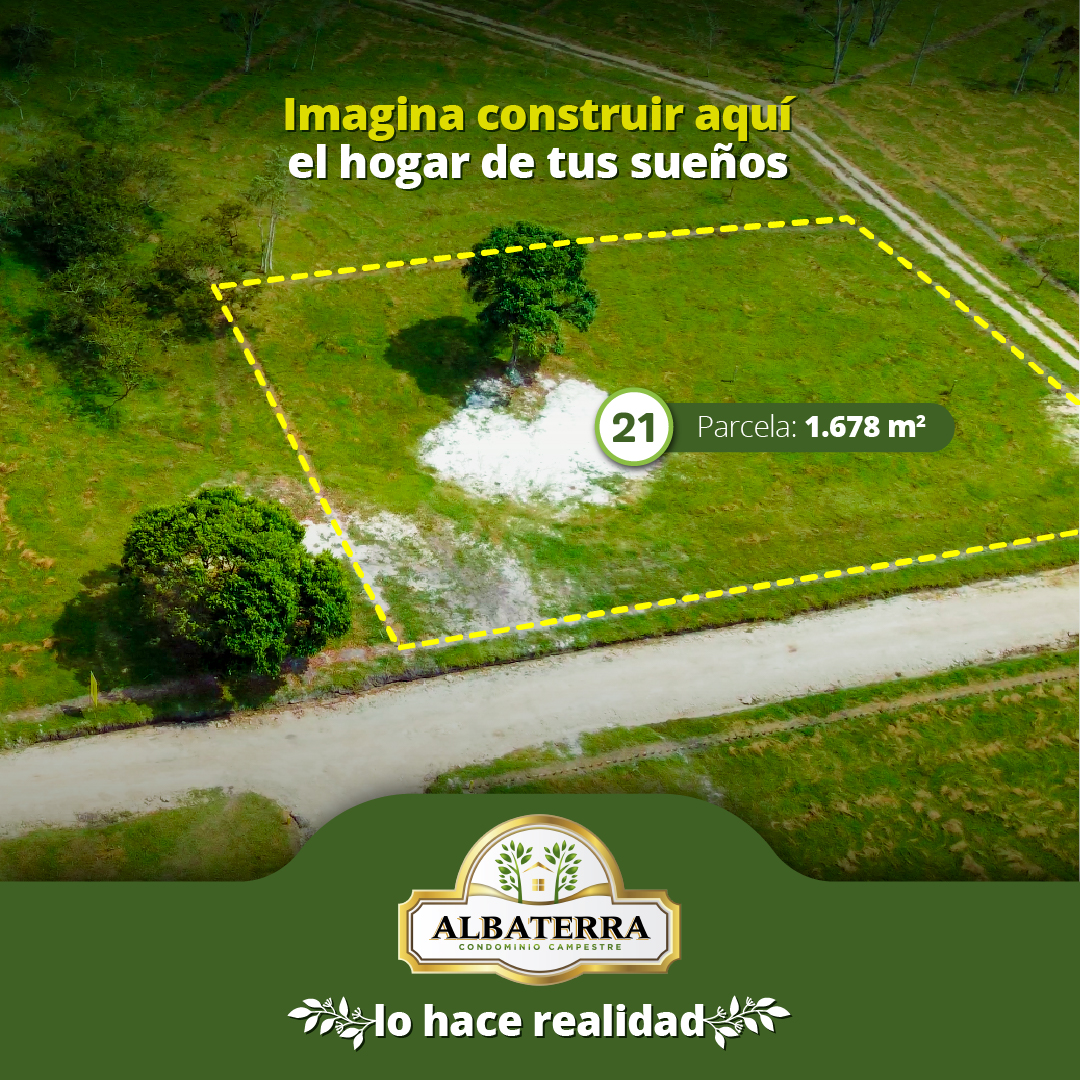 Imagina construir aquí
el hogar de tus sueños
21
Parcela: 1.678 m²
ALBATERRA
CONDOMINIO CAMPESTRE
lo hace realidad